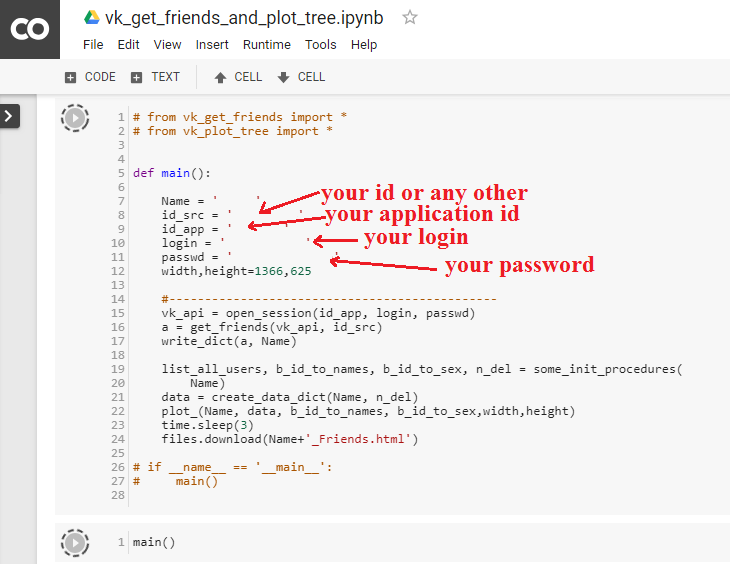 CO vk_get_friends_and_plot_tree.ipynb ☆
File Edit View Insert Runtime Tools Help
CODE TEXT CELL CELL
1 # from vk_get_friends import *
2 # from vk_plot_tree import *
3
4
5 def main():
6
7 Name = ' '
your id or any other
8 id_src = ' '
your application id
9 id_app = ' '
10 login = ' '
your login
11 passwd = ' '
your password
12 width,height=1366,625
13
14 #----------------------------------------------
15 vk_api = open_session(id_app, login, passwd)
16 a = get_friends(vk_api, id_src)
17 write_dict(a, Name)
18
19 list_all_users, b_id_to_names, b_id_to_sex, n_del = some_init_procedures(
20 Name)
21 data = create_data_dict(Name, n_del)
22 plot_(Name, data, b_id_to_names, b_id_to_sex,width,height)
23 time.sleep(3)
24 files.download(Name+'_Friends.html')
25
26 # if __name__ == '__main__':
27 #     main()
28
1 main()